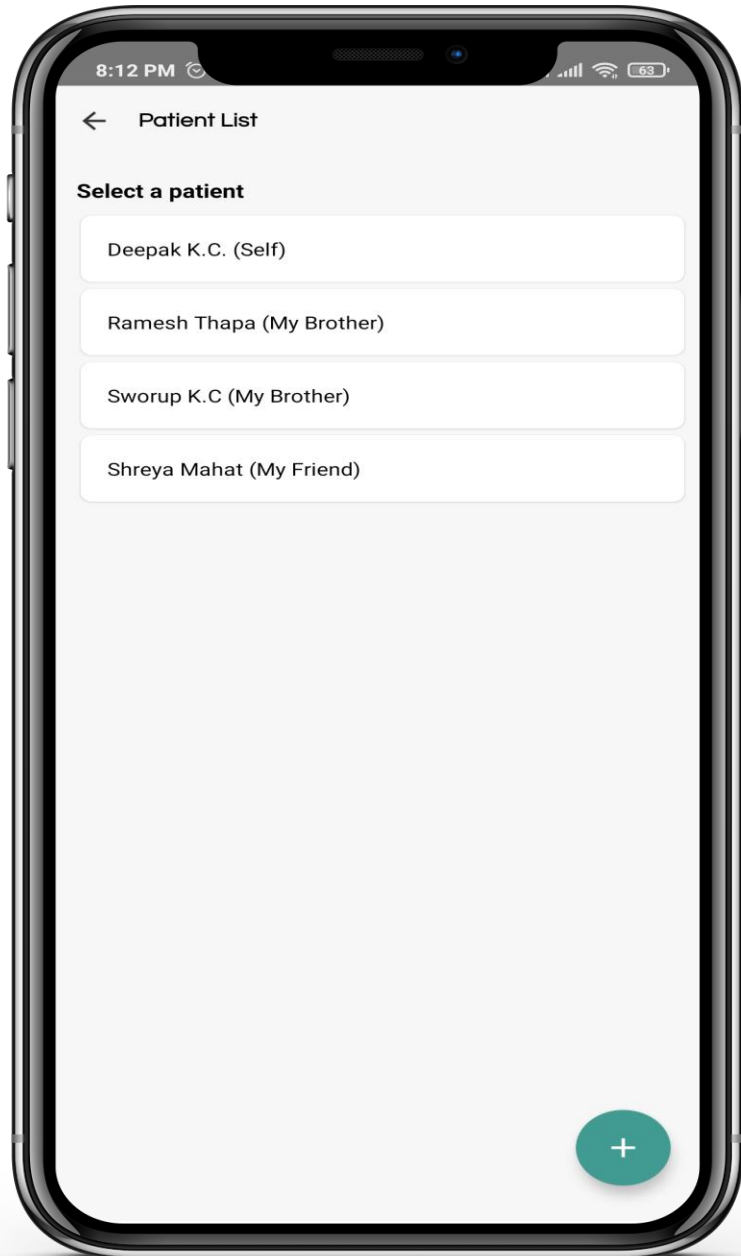 8:12 PM 63
Patient List
Select a patient
Deepak K.C. (Self)
Ramesh Thapa (My Brother)
Sworup K.C (My Brother)
Shreya Mahat (My Friend)
+